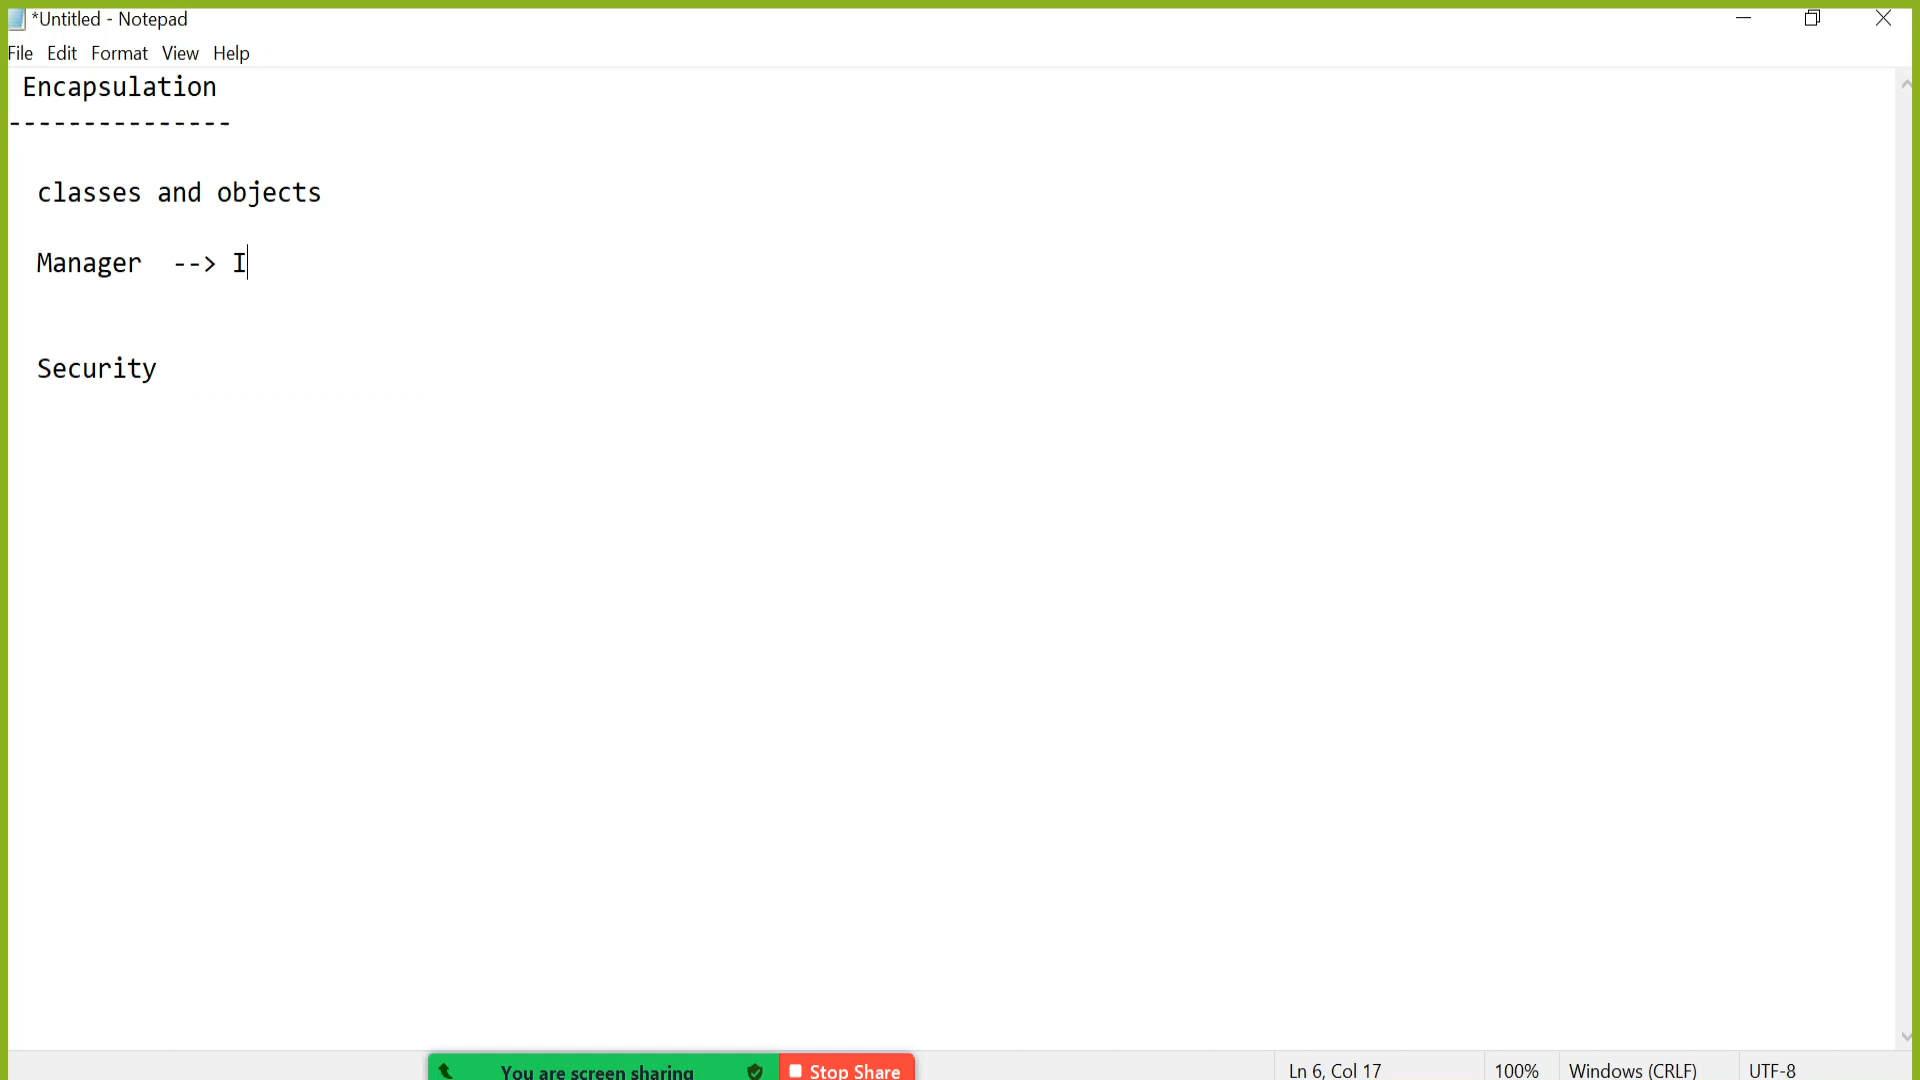 *Untitled - Notepad
File Edit Format View Help
Encapsulation
---------------
classes and objects
Manager  --> I
Security
You are screen sharing Stop Share Ln 6, Col 17 100% Windows (CRLF) UTF-8